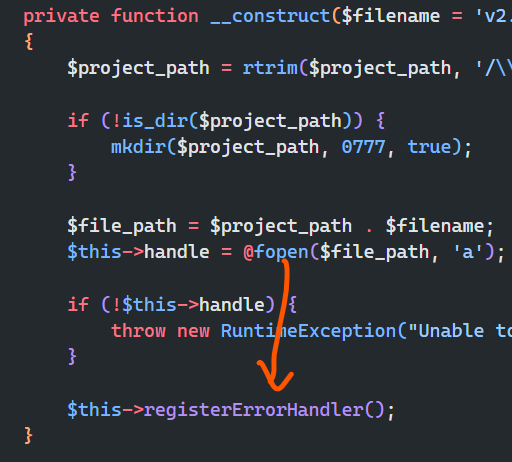 private function __construct($filename = 'v2.
{
$project_path = rtrim($project_path, '/\\
if (!is_dir($project_path)) {
mkdir($project_path, 0777, true);
}
$file_path = $project_path . $filename;
$this->handle = @fopen($file_path, 'a');
if (!$this->handle) {
throw new RuntimeException("Unable to
}
$this->registerErrorHandler();
}